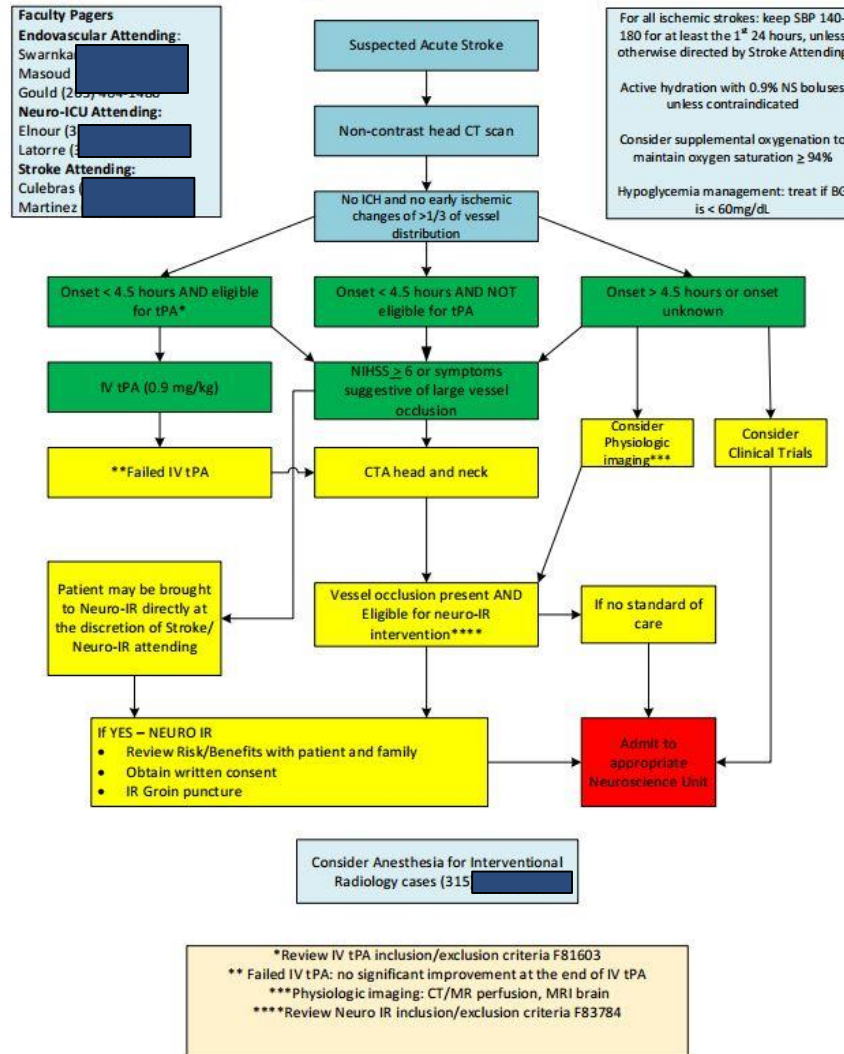 Faculty Pagers
Endovascular Attending:
Swarnkar
Masoud
Gould
Neuro-ICU Attending:
Elnour (3
Latorre (3
Stroke Attending:
Culebras (
Martinez
Suspected Acute Stroke
For all ischemic strokes: keep SBP 140-
180 for at least the 1st 24 hours, unless
otherwise directed by Stroke Attending
Active hydration with 0.9% NS boluses
unless contraindicated
Consider supplemental oxygenation to
maintain oxygen saturation ≥ 94%
Hypoglycemia management: treat if BG
is < 60mg/dL
Non-contrast head CT scan
No ICH and no early ischemic
changes of >1/3 of vessel
distribution
Onset < 4.5 hours AND eligible
for tPA*
Onset < 4.5 hours AND NOT
eligible for tPA
Onset > 4.5 hours or onset
unknown
IV tPA (0.9 mg/kg)
NIHSS ≥ 6 or symptoms
suggestive of large vessel
occlusion
Consider
Physiologic
imaging***
Consider
Clinical Trials
**Failed IV tPA
CTA head and neck
Patient may be brought
to Neuro-IR directly at
the discretion of Stroke/
Neuro-IR attending
Vessel occlusion present AND
Eligible for neuro-IR
intervention****
If no standard of
care
If YES – NEURO IR
• Review Risk/Benefits with patient and family
• Obtain written consent
• IR Groin puncture
Admit to
appropriate
Neuroscience Unit
Consider Anesthesia for Interventional
Radiology cases (315
*Review IV tPA inclusion/exclusion criteria F81603
** Failed IV tPA: no significant improvement at the end of IV tPA
***Physiologic imaging: CT/MR perfusion, MRI brain
****Review Neuro IR inclusion/exclusion criteria F83784